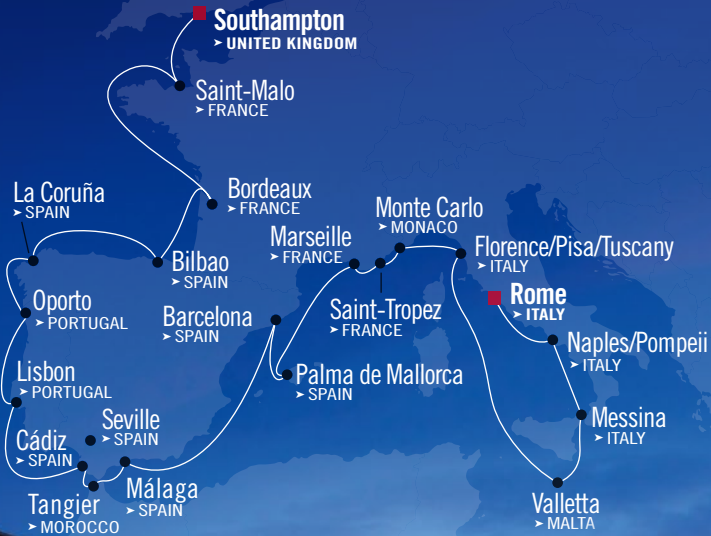 Southampton
➤ UNITED KINGDOM
Saint-Malo
➤ FRANCE
Bordeaux
➤ FRANCE
La Coruña
➤ SPAIN
Bilbao
➤ SPAIN
Oporto
➤ PORTUGAL
Lisbon
➤ PORTUGAL
Seville
➤ SPAIN
Cádiz
➤ SPAIN
Tangier
➤ MOROCCO
Málaga
➤ SPAIN
Barcelona
➤ SPAIN
Palma de Mallorca
➤ SPAIN
Marseille
➤ FRANCE
Saint-Tropez
➤ FRANCE
Monte Carlo
➤ MONACO
Florence/Pisa/Tuscany
➤ ITALY
Rome
➤ ITALY
Naples/Pompeii
➤ ITALY
Messina
➤ ITALY
Valletta
➤ MALTA